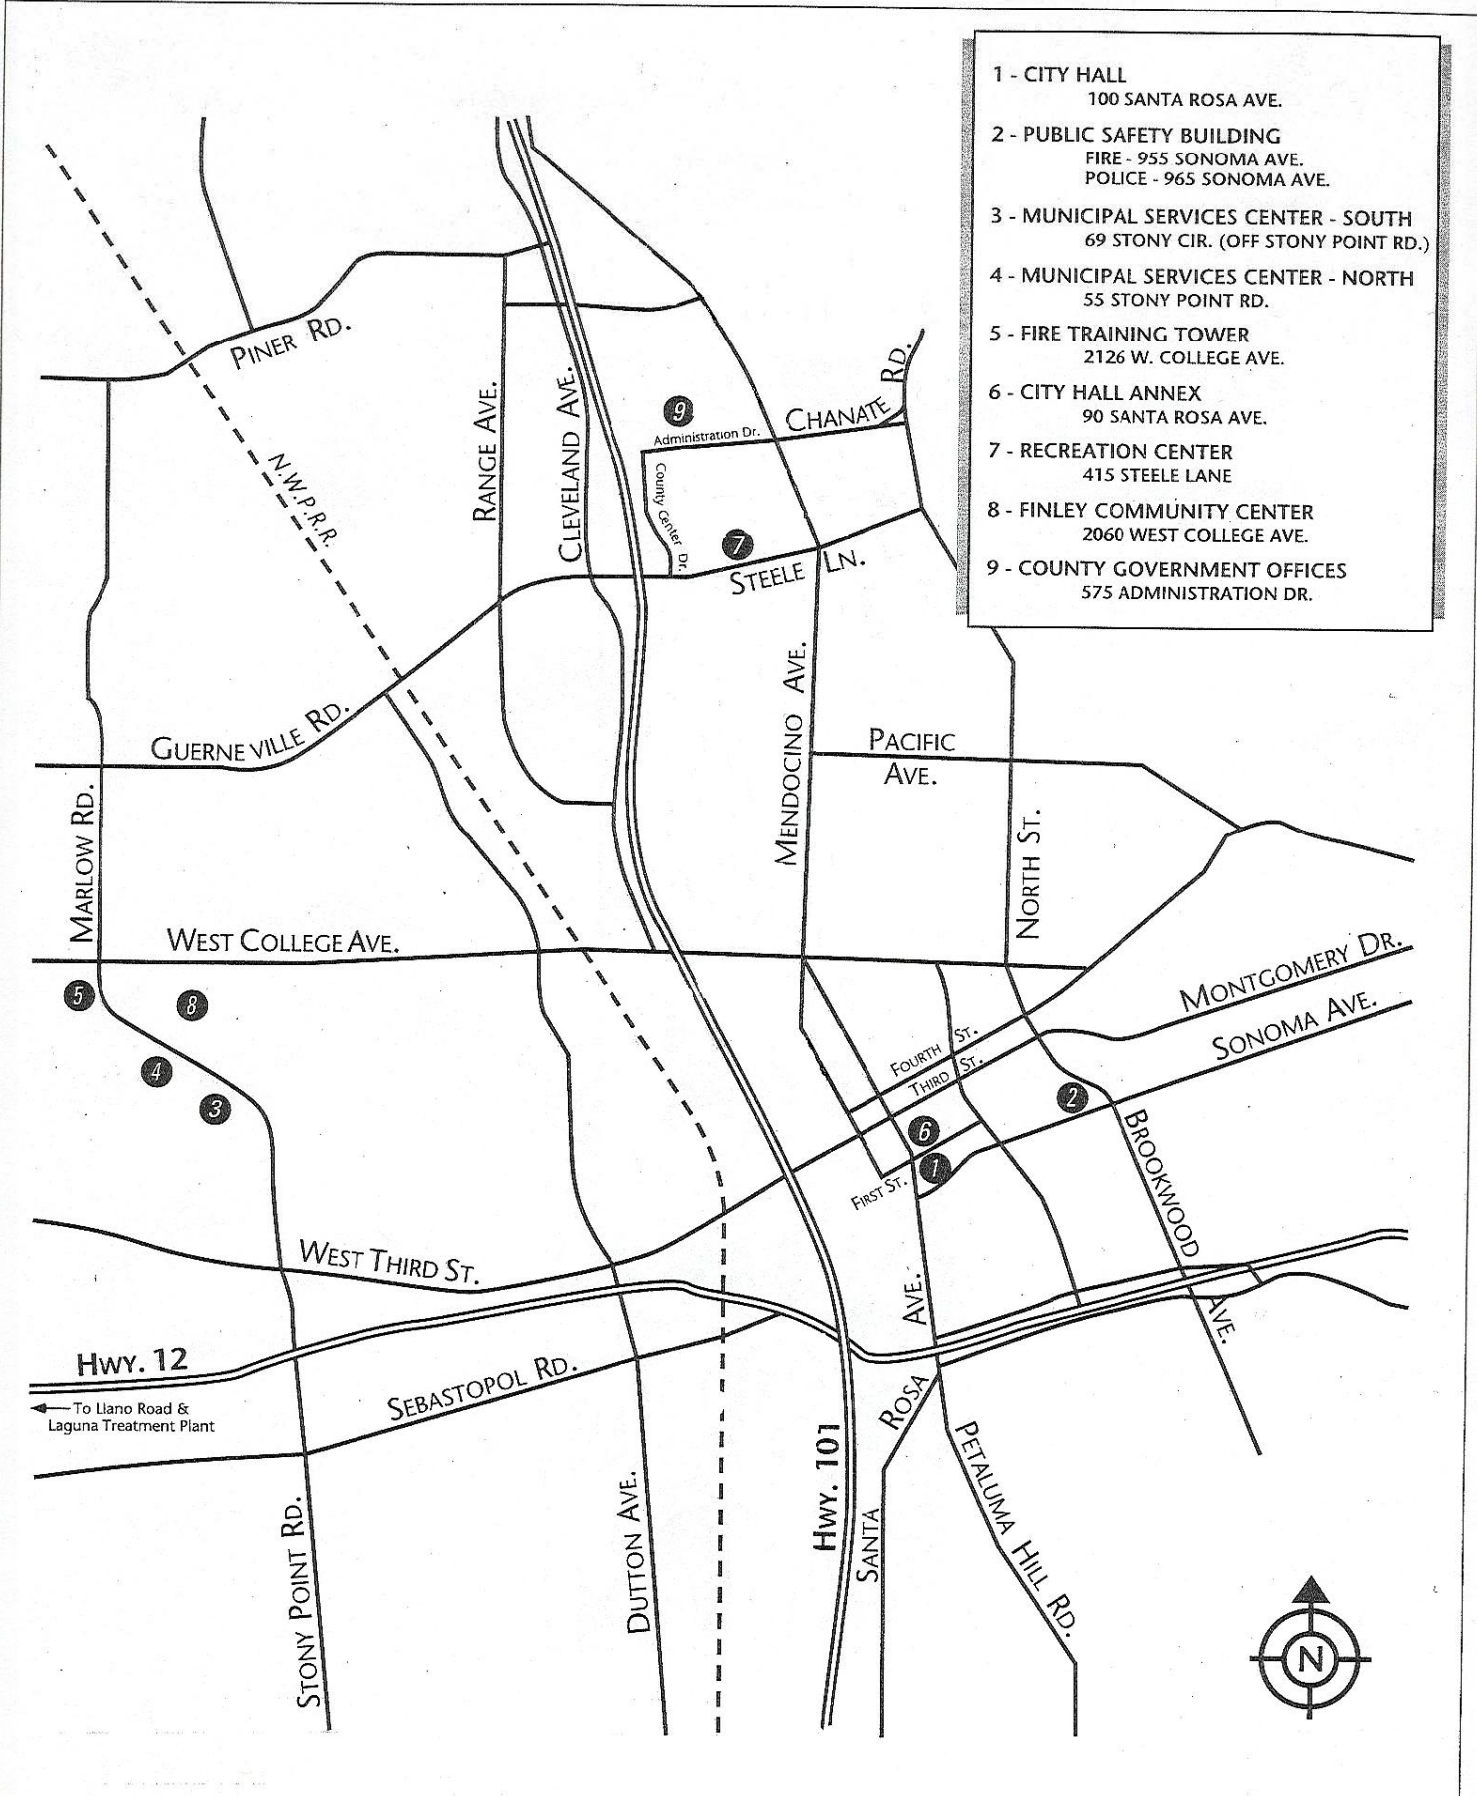 1 - CITY HALL
100 SANTA ROSA AVE.
2 - PUBLIC SAFETY BUILDING
FIRE - 955 SONOMA AVE.
POLICE - 965 SONOMA AVE.
3 - MUNICIPAL SERVICES CENTER - SOUTH
69 STONY CIR. (OFF STONY POINT RD.)
4 - MUNICIPAL SERVICES CENTER - NORTH
55 STONY POINT RD.
5 - FIRE TRAINING TOWER
2126 W. COLLEGE AVE.
6 - CITY HALL ANNEX
90 SANTA ROSA AVE.
7 - RECREATION CENTER
415 STEELE LANE
8 - FINLEY COMMUNITY CENTER
2060 WEST COLLEGE AVE.
9 - COUNTY GOVERNMENT OFFICES
575 ADMINISTRATION DR.
PINER RD.
N.W.P.R.R.
RANGE AVE.
CLEVELAND AVE.
9
Administration Dr.
CHANATE RD.
County Center Dr.
7
STEELE LN.
GUERNEVILLE RD.
MENDOCINO AVE.
PACIFIC
AVE.
MARLOW RD.
NORTH ST.
WEST COLLEGE AVE.
MONTGOMERY DR.
SONOMA AVE.
5
8
4
3
FOURTH ST.
THIRD ST.
2
6
1
FIRST ST.
BROOKWOOD AVE.
WEST THIRD ST.
HWY. 12
To Llano Road &
Laguna Treatment Plant
SEBASTOPOL RD.
STONY POINT RD.
DUTTON AVE.
HWY. 101
SANTA ROSA AVE.
PETALUMA HILL RD.
N